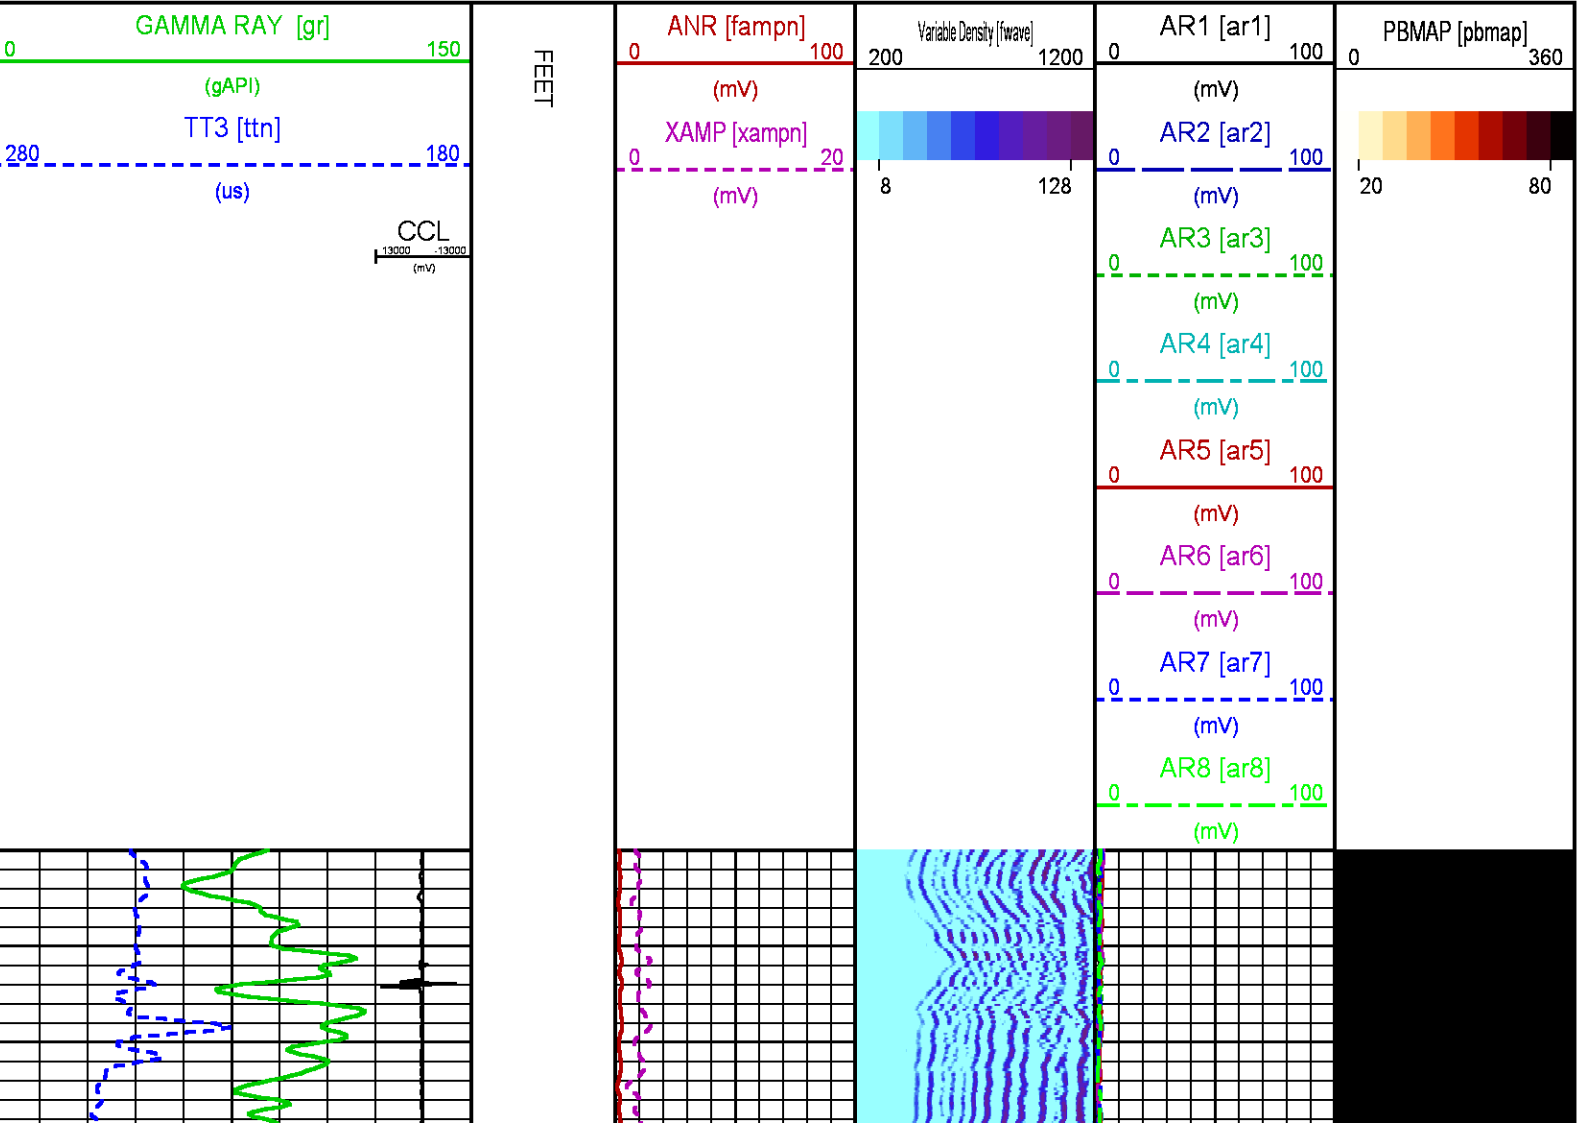 GAMMA RAY [gr]
0 150
(gAPI)
TT3 [ttn]
280 180
(us)
CCL
13000 -13000
(mV)
FEET
ANR [fampn]
0 100
(mV)
XAMP [xampn]
0 20
(mV)
Variable Density [fwave]
200 1200
8 128
AR1 [ar1]
0 100
(mV)
AR2 [ar2]
0 100
(mV)
AR3 [ar3]
0 100
(mV)
AR4 [ar4]
0 100
(mV)
AR5 [ar5]
0 100
(mV)
AR6 [ar6]
0 100
(mV)
AR7 [ar7]
0 100
(mV)
AR8 [ar8]
0 100
(mV)
PBMAP [pbmap]
0 360
20 80